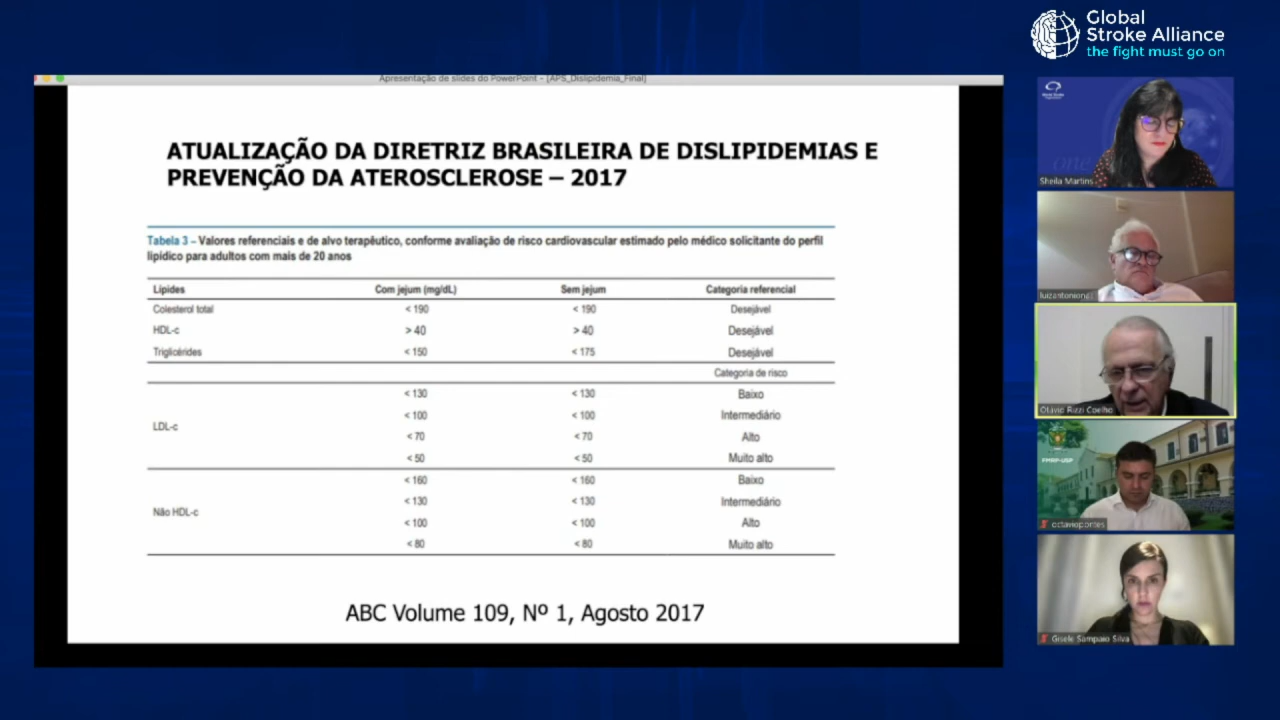 Global
Stroke Alliance
the fight must go on
Apresentação de slides do PowerPoint - [APS_Dislipidemia_Final]
ATUALIZAÇÃO DA DIRETRIZ BRASILEIRA DE DISLIPIDEMIAS E
PREVENÇÃO DA ATEROSCLEROSE – 2017
Tabela 3 – Valores referenciais e de alvo terapêutico, conforme avaliação de risco cardiovascular estimado pelo médico solicitante do perfil
lipídico para adultos com mais de 20 anos
Lípides Com jejum (mg/dL) Sem jejum Categoria referencial
Colesterol total < 190 < 190 Desejável
HDL-c > 40 > 40 Desejável
Triglicérides < 150 < 175 Desejável
Categoria de risco
< 130 < 130 Baixo
< 100 < 100 Intermediário
LDL-c
< 70 < 70 Alto
< 50 < 50 Muito alto
< 160 < 160 Baixo
< 130 < 130 Intermediário
Não HDL-c
< 100 < 100 Alto
< 80 < 80 Muito alto
ABC Volume 109, Nº 1, Agosto 2017
Sheila Martins
Otavio Rizzi Coelho
FMRP-USP
octaviopontes
Gisele Sampaio Silva